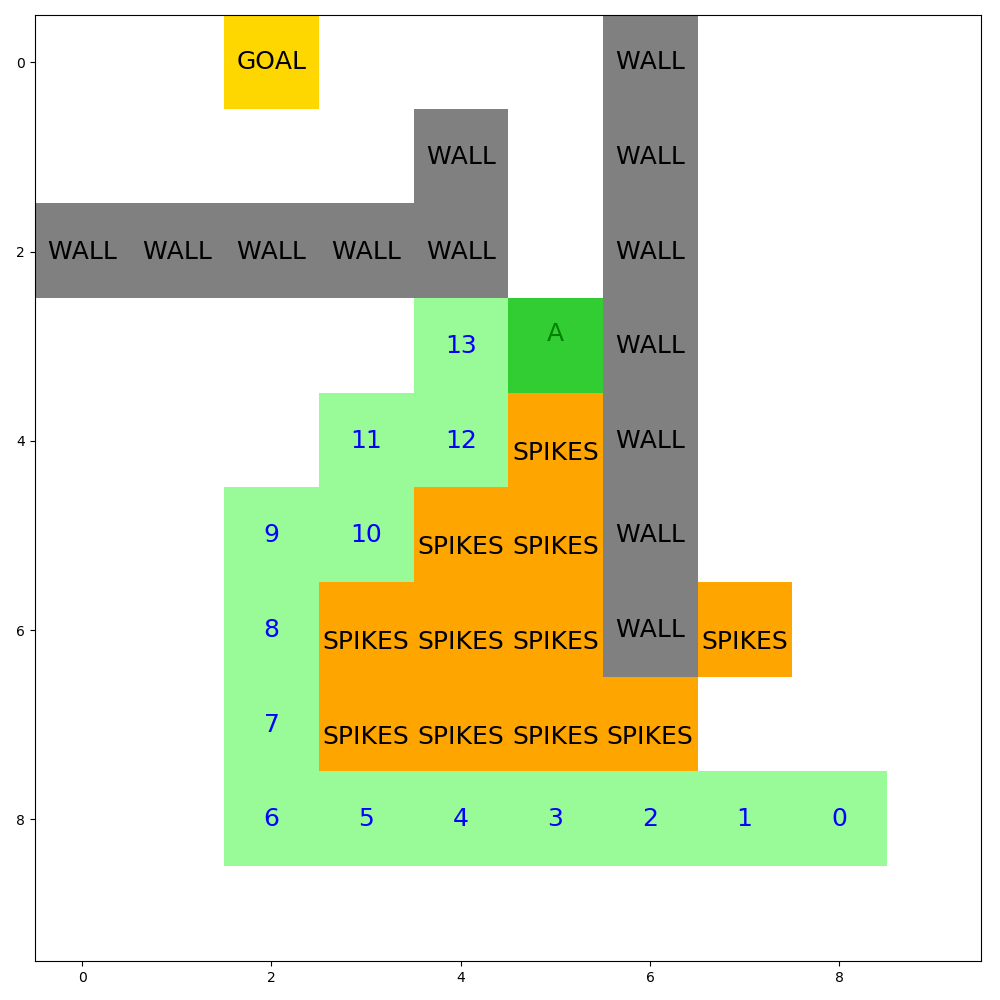 0 GOAL WALL
WALL WALL
2 WALL WALL WALL WALL WALL WALL
13 A WALL
4 11 12 SPIKES WALL
9 10 SPIKES SPIKES WALL
6 8 SPIKES SPIKES SPIKES WALL SPIKES
7 SPIKES SPIKES SPIKES SPIKES
8 6 5 4 3 2 1 0
0 2 4 6 8